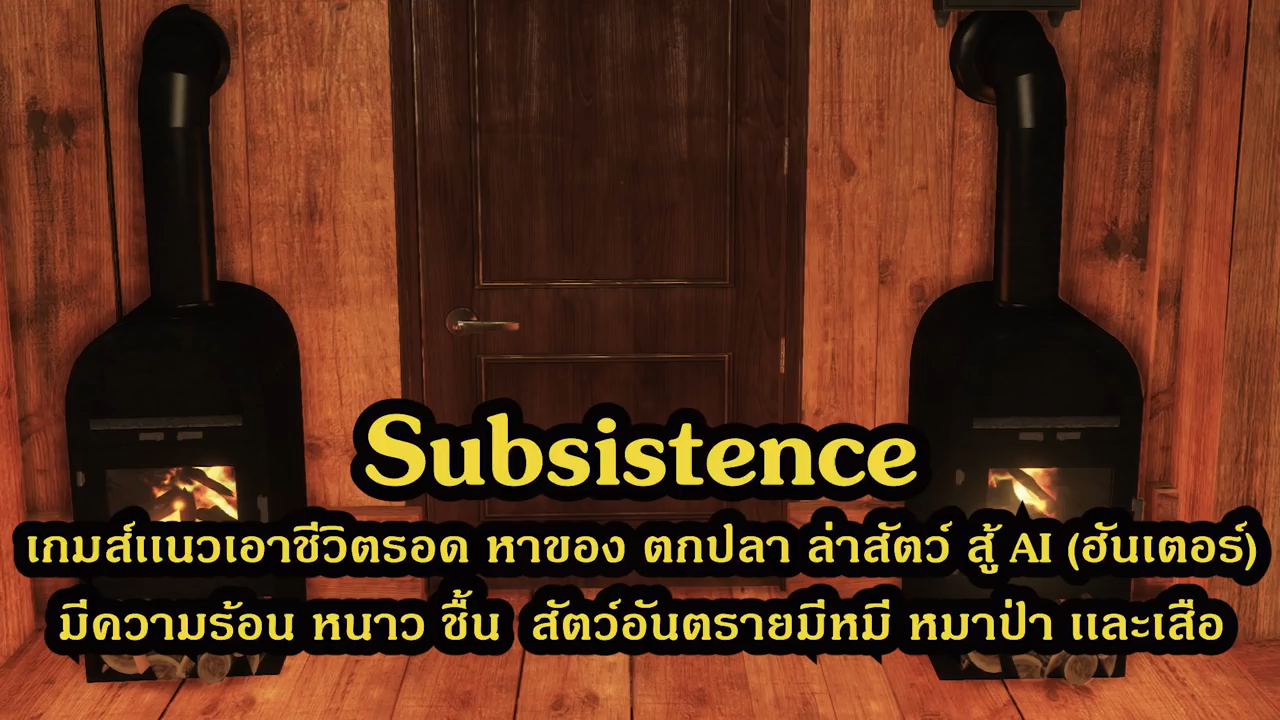 Subsistence
เกมส์แนวเอาชีวิตรอด หาของ ตกปลา ล่าสัตว์ สู้ AI (ฮันเตอร์)
มีความร้อน หนาว ชื้น สัตว์อันตรายมีหมี หมาป่า และเสือ